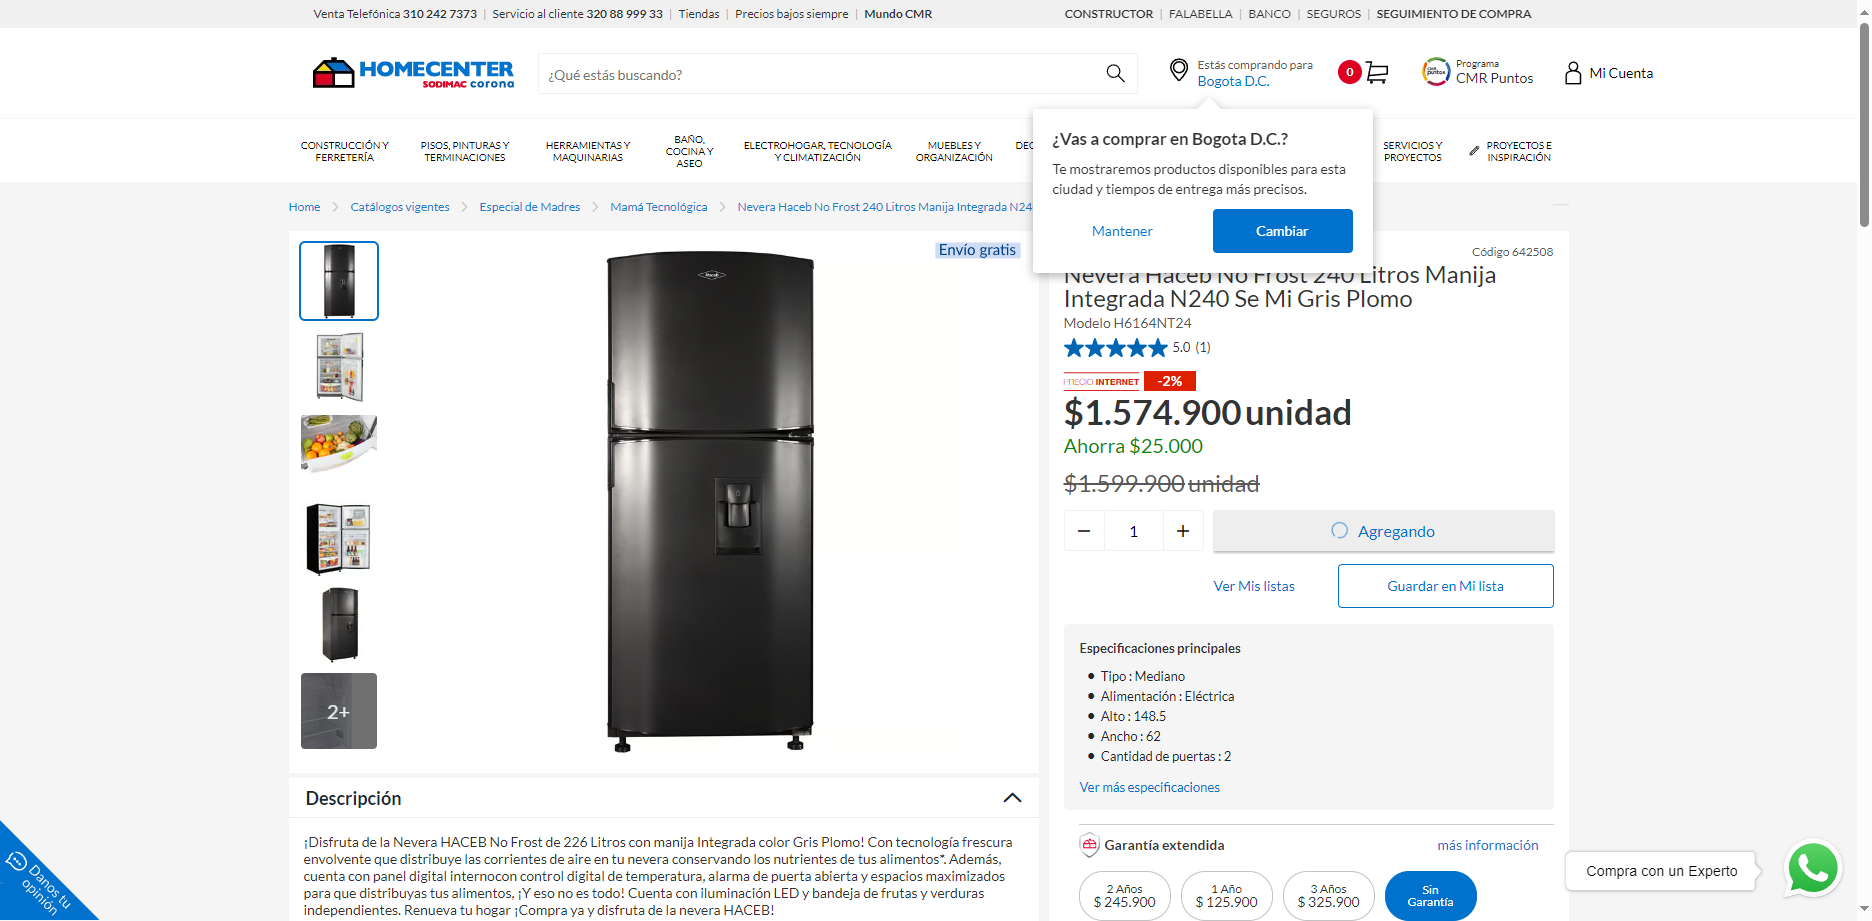 Venta Telefónica 310 242 7373 | Servicio al cliente 320 88 999 33 | Tiendas | Precios bajos siempre | Mundo CMR
CONSTRUCTOR | FALABELLA | BANCO | SEGUROS | SEGUIMIENTO DE COMPRA
HOMECENTER
SODIMAC corona
¿Qué estás buscando?
Estás comprando para
Bogota D.C.
0
Programa
CMR Puntos
Mi Cuenta
CONSTRUCCIÓN Y
FERRETERÍA
PISOS, PINTURAS Y
TERMINACIONES
HERRAMIENTAS Y
MAQUINARIAS
BAÑO,
COCINA Y
ASEO
ELECTROHOGAR, TECNOLOGÍA
Y CLIMATIZACIÓN
MUEBLES Y
ORGANIZACIÓN
SERVICIOS Y
PROYECTOS
PROYECTOS E
INSPIRACIÓN
¿Vas a comprar en Bogota D.C.?
Te mostraremos productos disponibles para esta
ciudad y tiempos de entrega más precisos.
Mantener
Cambiar
Home > Catálogos vigentes > Especial de Madres > Mamá Tecnológica > Nevera Haceb No Frost 240 Litros Manija Integrada N24
Envío gratis
Haceb
2+
Código 642508
Nevera Haceb No Frost 240 Litros Manija
Integrada N240 Se Mi Gris Plomo
Modelo H6164NT24
5.0 (1)
PRECIO INTERNET -2%
$1.574.900 unidad
Ahorra $25.000
$1.599.900 unidad
− 1 +
Agregando
Ver Mis listas
Guardar en Mi lista
Especificaciones principales
• Tipo : Mediano
• Alimentación : Eléctrica
• Alto : 148.5
• Ancho : 62
• Cantidad de puertas : 2
Ver más especificaciones
Garantía extendida
más información
2 Años
$ 245.900
1 Año
$ 125.900
3 Años
$ 325.900
Sin
Garantía
Descripción
¡Disfruta de la Nevera HACEB No Frost de 226 Litros con manija Integrada color Gris Plomo! Con tecnología frescura
envolvente que distribuye las corrientes de aire en tu nevera conservando los nutrientes de tus alimentos*. Además,
cuenta con panel digital internocon control digital de temperatura, alarma de puerta abierta y espacios maximizados
para que distribuyas tus alimentos, ¡Y eso no es todo! Cuenta con iluminación LED y bandeja de frutas y verduras
independientes. Renueva tu hogar ¡Compra ya y disfruta de la nevera HACEB!
Danos tu
opinión
Compra con un Experto